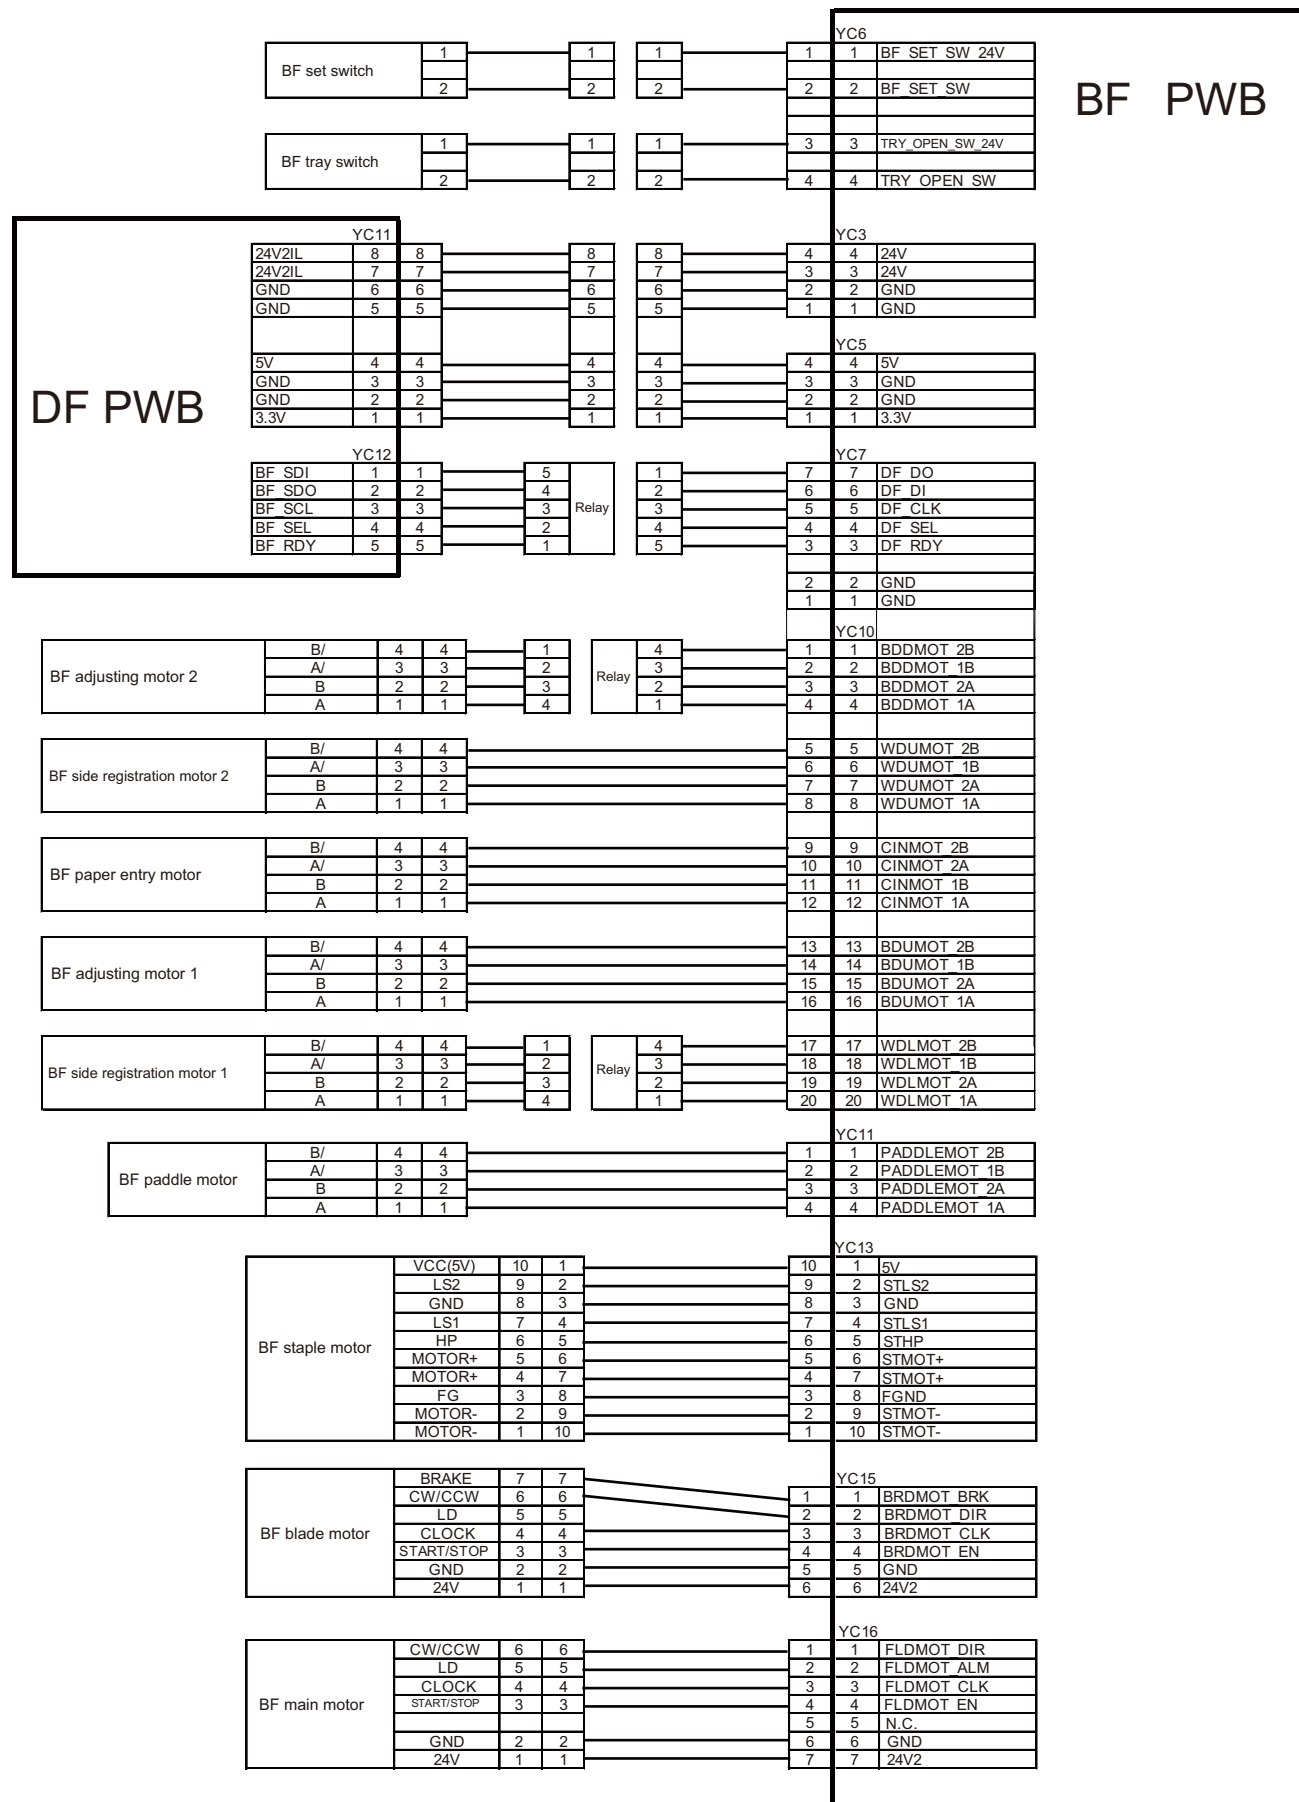 YC6
BF PWB
BF set switch
1 1 1 1 1 BF_SET_SW_24V
2 2 2 2 2 BF_SET_SW
BF tray switch
1 1 1 3 3 TRY_OPEN_SW_24V
2 2 2 4 4 TRY_OPEN_SW
DF PWB
YC11 YC3
24V2IL 8 8 8 8 4 4 24V
24V2IL 7 7 7 7 3 3 24V
GND 6 6 6 6 2 2 GND
GND 5 5 5 5 1 1 GND
YC5
5V 4 4 4 4 4 4 5V
GND 3 3 3 3 3 3 GND
GND 2 2 2 2 2 2 GND
3.3V 1 1 1 1 1 1 3.3V
YC12 YC7
BF_SDI 1 1 5 1 7 7 DF_DO
BF_SDO 2 2 4 2 6 6 DF_DI
BF_SCL 3 3 3 Relay 3 5 5 DF_CLK
BF_SEL 4 4 2 4 4 4 DF_SEL
BF_RDY 5 5 1 5 3 3 DF_RDY
2 2 GND
1 1 GND
YC10
BF adjusting motor 2
Relay
B/ 4 4 1 4 1 1 BDDMOT_2B
A/ 3 3 2 3 2 2 BDDMOT_1B
B 2 2 3 2 3 3 BDDMOT_2A
A 1 1 4 1 4 4 BDDMOT_1A
BF side registration motor 2
B/ 4 4 5 5 WDUMOT_2B
A/ 3 3 6 6 WDUMOT_1B
B 2 2 7 7 WDUMOT_2A
A 1 1 8 8 WDUMOT_1A
BF paper entry motor
B/ 4 4 9 9 CINMOT_2B
A/ 3 3 10 10 CINMOT_2A
B 2 2 11 11 CINMOT_1B
A 1 1 12 12 CINMOT_1A
BF adjusting motor 1
B/ 4 4 13 13 BDUMOT_2B
A/ 3 3 14 14 BDUMOT_1B
B 2 2 15 15 BDUMOT_2A
A 1 1 16 16 BDUMOT_1A
BF side registration motor 1
Relay
B/ 4 4 1 4 17 17 WDLMOT_2B
A/ 3 3 2 3 18 18 WDLMOT_1B
B 2 2 3 2 19 19 WDLMOT_2A
A 1 1 4 1 20 20 WDLMOT_1A
YC11
BF paddle motor
B/ 4 4 1 1 PADDLEMOT_2B
A/ 3 3 2 2 PADDLEMOT_1B
B 2 2 3 3 PADDLEMOT_2A
A 1 1 4 4 PADDLEMOT_1A
YC13
BF staple motor
VCC(5V) 10 1 10 1 5V
LS2 9 2 9 2 STLS2
GND 8 3 8 3 GND
LS1 7 4 7 4 STLS1
HP 6 5 6 5 STHP
MOTOR+ 5 6 5 6 STMOT+
MOTOR+ 4 7 4 7 STMOT+
FG 3 8 3 8 FGND
MOTOR- 2 9 2 9 STMOT-
MOTOR- 1 10 1 10 STMOT-
BF blade motor
BRAKE 7 7 YC15
CW/CCW 6 6 1 1 BRDMOT_BRK
LD 5 5 2 2 BRDMOT_DIR
CLOCK 4 4 3 3 BRDMOT_CLK
START/STOP 3 3 4 4 BRDMOT_EN
GND 2 2 5 5 GND
24V 1 1 6 6 24V2
YC16
BF main motor
CW/CCW 6 6 1 1 FLDMOT_DIR
LD 5 5 2 2 FLDMOT_ALM
CLOCK 4 4 3 3 FLDMOT_CLK
START/STOP 3 3 4 4 FLDMOT_EN
5 5 N.C.
GND 2 2 6 6 GND
24V 1 1 7 7 24V2